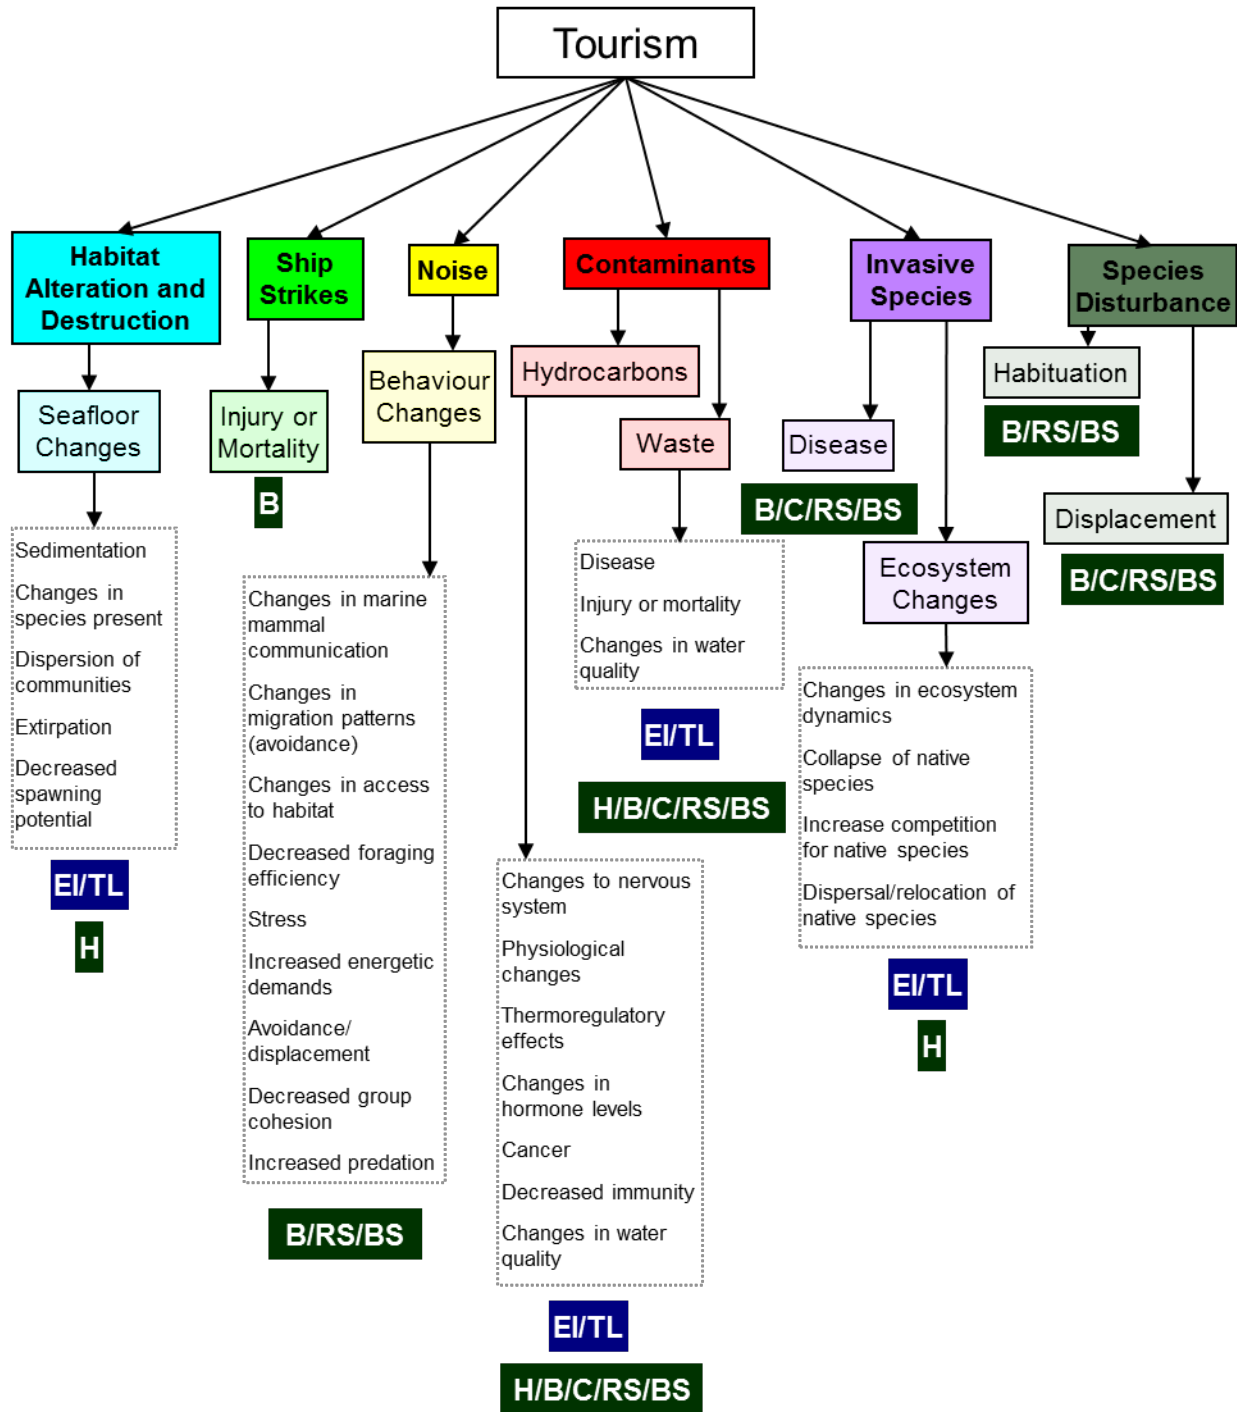 Tourism
Habitat
Alteration and
Destruction
Seafloor
Changes
Sedimentation
Changes in
species present
Dispersion of
communities
Extirpation
Decreased
spawning
potential
EI/TL
H
Ship
Strikes
Injury or
Mortality
B
Noise
Behaviour
Changes
Changes in marine
mammal
communication
Changes in
migration patterns
(avoidance)
Changes in access
to habitat
Decreased foraging
efficiency
Stress
Increased energetic
demands
Avoidance/
displacement
Decreased group
cohesion
Increased predation
B/RS/BS
Contaminants
Hydrocarbons
Changes to nervous
system
Physiological
changes
Thermoregulatory
effects
Changes in
hormone levels
Cancer
Decreased immunity
Changes in water
quality
EI/TL
H/B/C/RS/BS
Waste
Disease
Injury or mortality
Changes in water
quality
EI/TL
H/B/C/RS/BS
Invasive
Species
Disease
B/C/RS/BS
Ecosystem
Changes
Changes in ecosystem
dynamics
Collapse of native
species
Increase competition
for native species
Dispersal/relocation of
native species
EI/TL
H
Species
Disturbance
Habituation
B/RS/BS
Displacement
B/C/RS/BS